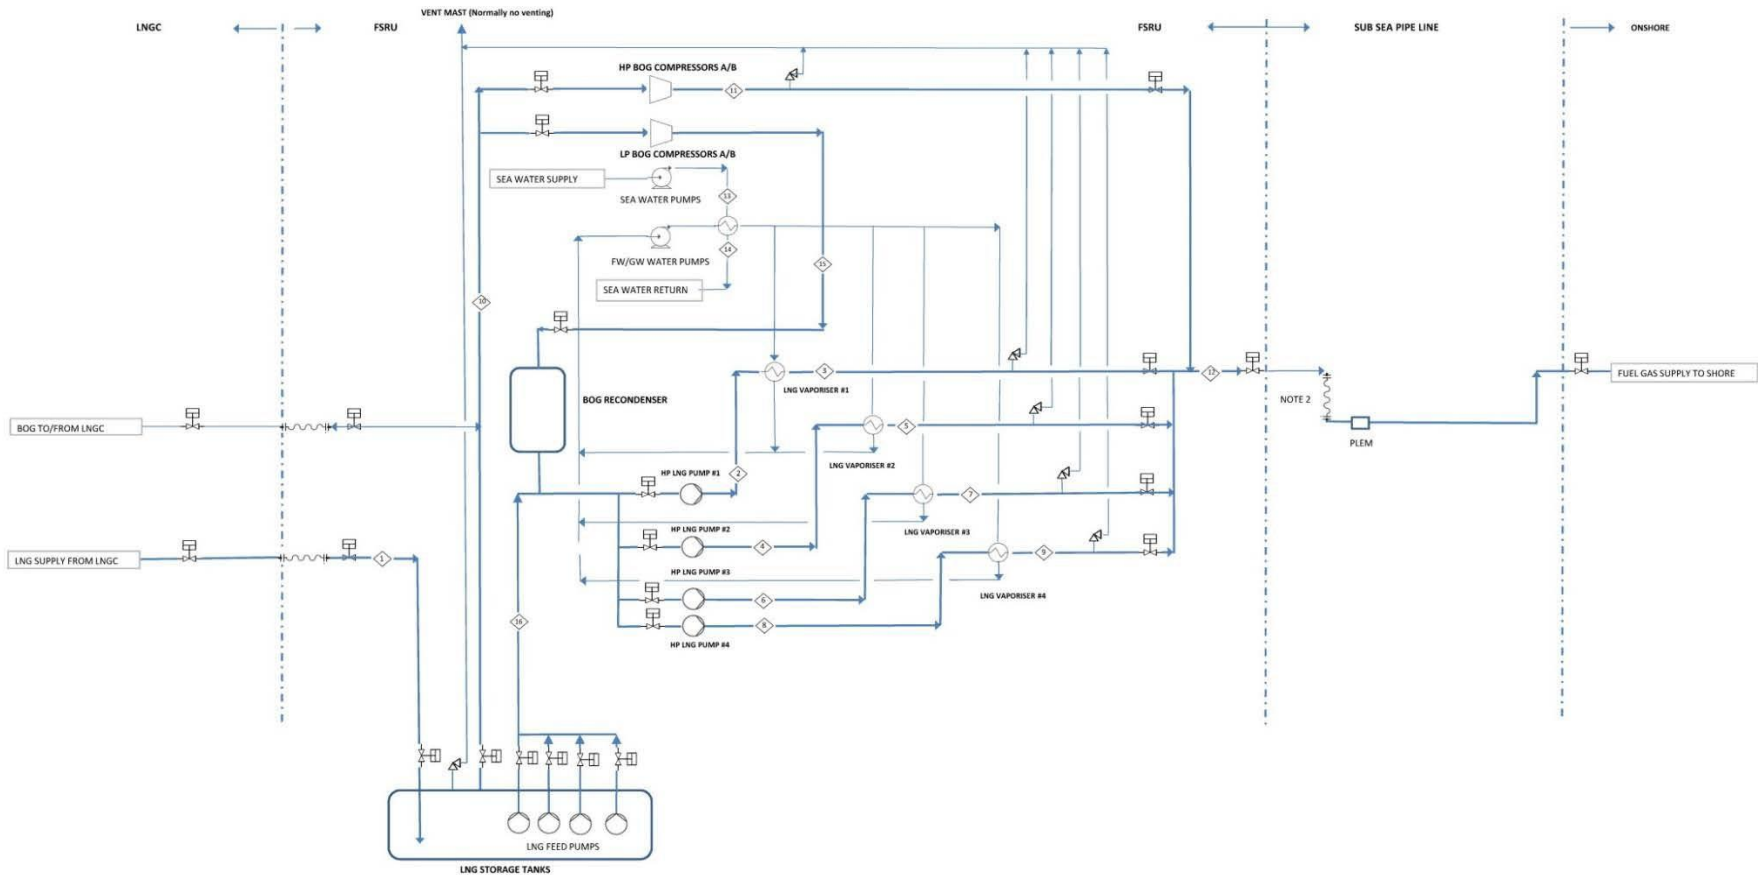 VENT MAST (Normally no venting)
LNGC
FSRU
FSRU
SUB SEA PIPE LINE
ONSHORE
HP BOG COMPRESSORS A/B
11
LP BOG COMPRESSORS A/B
SEA WATER SUPPLY
SEA WATER PUMPS
13
FW/GW WATER PUMPS
14
15
SEA WATER RETURN
10
3
12
FUEL GAS SUPPLY TO SHORE
LNG VAPORISER #1
BOG RECONDENSER
NOTE 2
BOG TO/FROM LNGC
5
PLEM
LNG VAPORISER #2
HP LNG PUMP #1
2
7
HP LNG PUMP #2
LNG VAPORISER #3
4
9
LNG SUPPLY FROM LNGC
1
HP LNG PUMP #3
LNG VAPORISER #4
6
16
8
HP LNG PUMP #4
LNG FEED PUMPS
LNG STORAGE TANKS